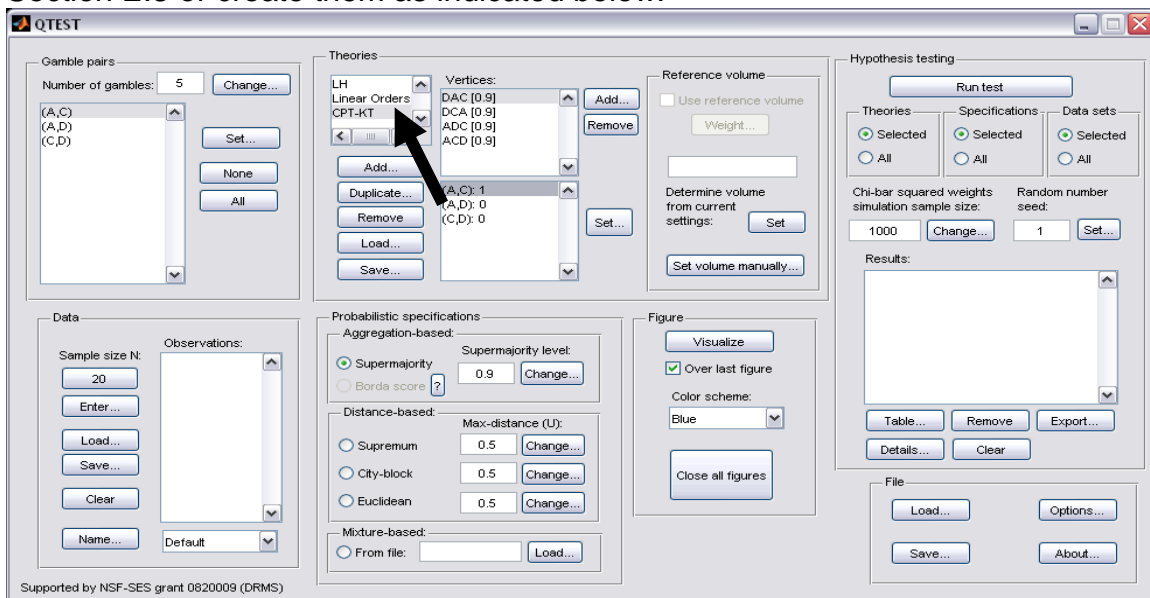 Section or create them as indicated below.
QTEST
Gamble pairs
Number of gambles: 5 Change...
(A,C)
(A,D)
(C,D)
Set...
None
All
Theories
LH
Linear Orders
CPT-KT
Add...
Duplicate...
Remove
Load...
Save...
Vertices:
DAC [0.9]
DCA [0.9]
ADC [0.9]
ACD [0.9]
Add...
Remove
(A,C): 1
(A,D): 0
(C,D): 0
Set...
Reference volume
Use reference volume
Weight...
Determine volume
from current
settings: Set
Set volume manually...
Hypothesis testing
Run test
Theories
Selected
All
Specifications
Selected
All
Data sets
Selected
All
Chi-bar squared weights
simulation sample size:
1000 Change...
Random number
seed:
1 Set...
Results:
Table... Remove Export...
Details... Clear
Data
Sample size N:
20
Enter...
Load...
Save...
Clear
Name...
Observations:
Default
Probabilistic specifications
Aggregation-based:
Supermajority
Borda score ?
Supermajority level:
0.9 Change...
Distance-based:
Max-distance (U):
Supremum 0.5 Change...
City-block 0.5 Change...
Euclidean 0.5 Change...
Mixture-based:
From file: Load...
Figure
Visualize
Over last figure
Color scheme:
Blue
Close all figures
File
Load... Options...
Save... About...
Supported by NSF-SES grant 0820009 (DRMS)